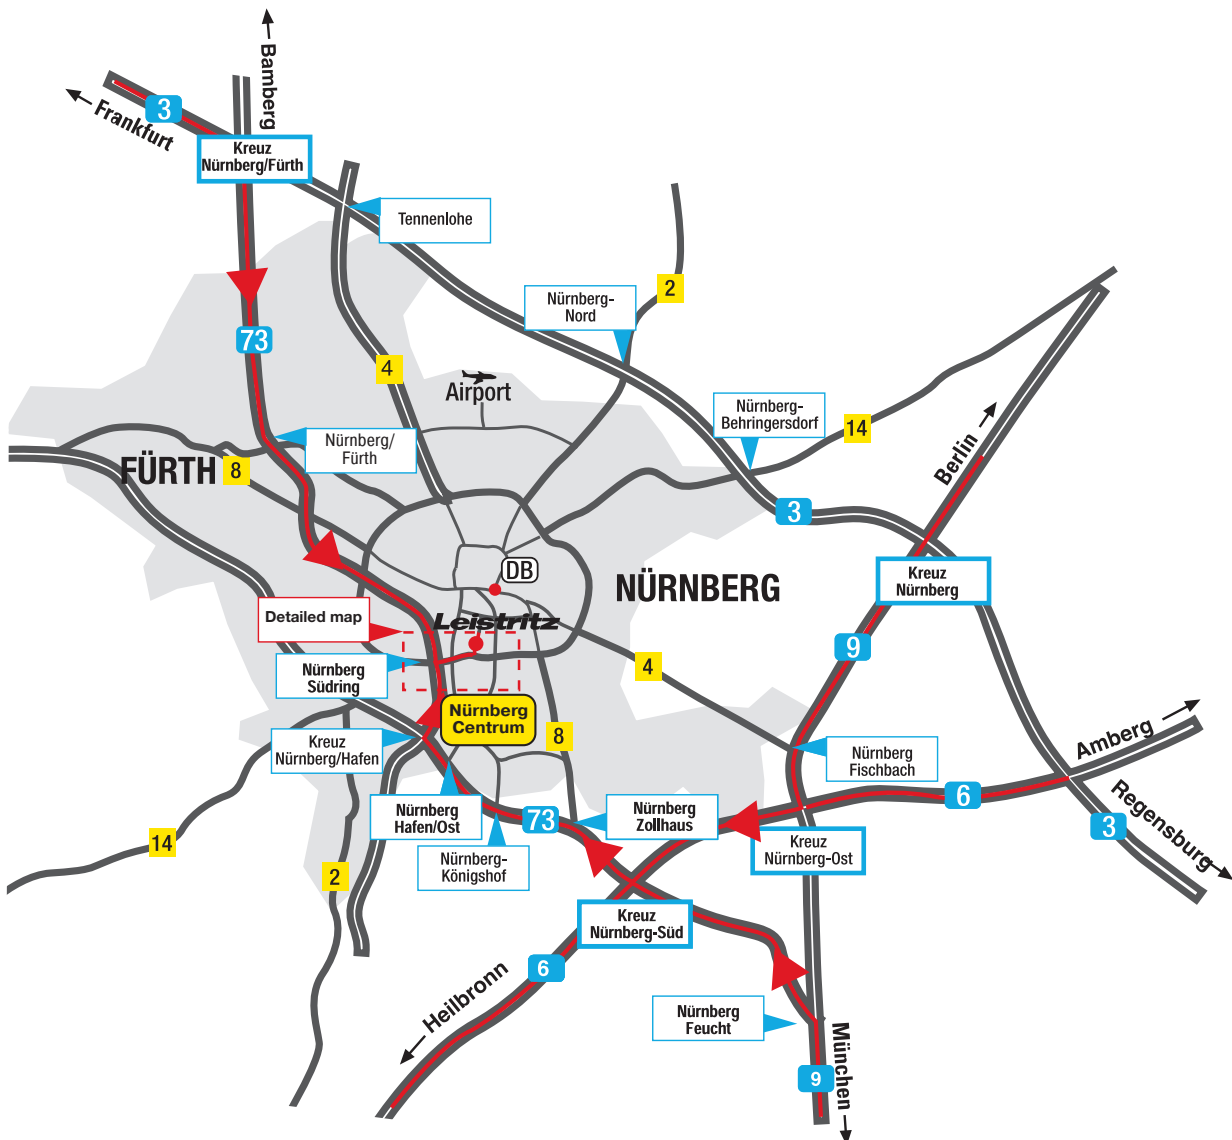 Bamberg
3
Frankfurt
Kreuz
Nürnberg/Fürth
Tennenlohe
2
Nürnberg-
Nord
73
4
Airport
Nürnberg-
Behringersdorf
14
Nürnberg/
Fürth
FÜRTH
8
Berlin
3
DB
NÜRNBERG
Kreuz
Nürnberg
Detailed map
Leistritz
9
4
Nürnberg
Südring
Nürnberg
Centrum
Kreuz
Nürnberg/Hafen
8
Nürnberg
Fischbach
Amberg
6
Nürnberg
Hafen/Ost
73
Nürnberg
Zollhaus
Regensburg
3
14
Nürnberg-
Königshof
Kreuz
Nürnberg-Ost
2
Kreuz
Nürnberg-Süd
6
Heilbronn
Nürnberg
Feucht
München
9